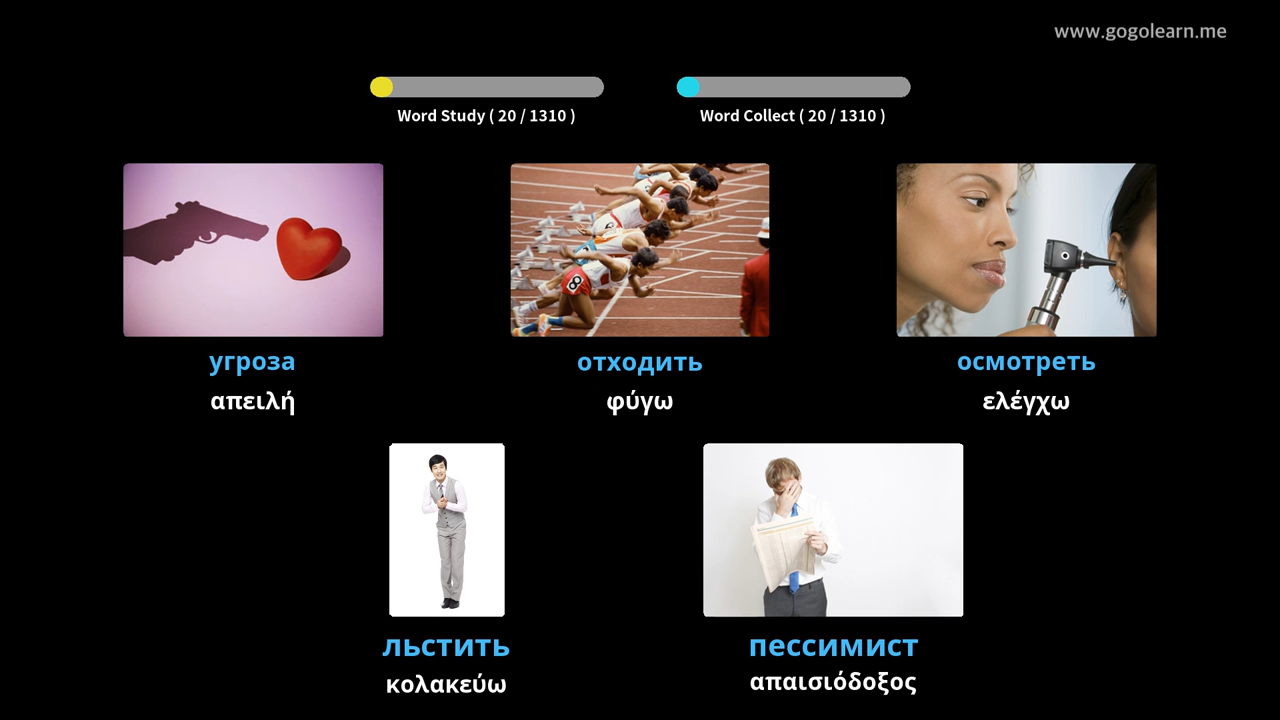 www.gogolearn.me
Word Study ( 20 / 1310 )
Word Collect ( 20 / 1310 )
угроза
απειλή
отходить
φύγω
осмотреть
ελέγχω
льстить
κολακεύω
пессимист
απαισιόδοξος